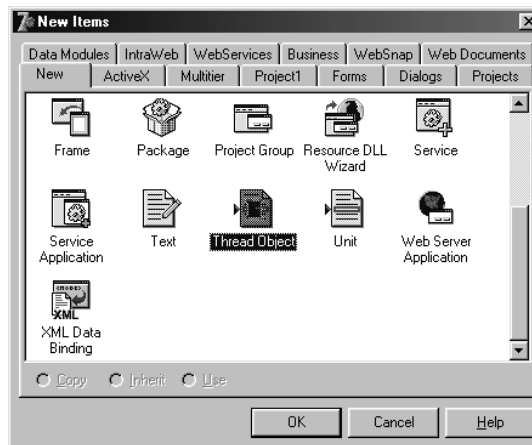 7 New Items
Data Modules IntraWeb WebServices Business WebSnap Web Documents
New ActiveX Multitier Project1 Forms Dialogs Projects
Frame Package Project Group Resource DLL Wizard Service
Service Application Text Thread Object Unit Web Server Application
XML
XML Data Binding
Copy Inherit Use
OK Cancel Help